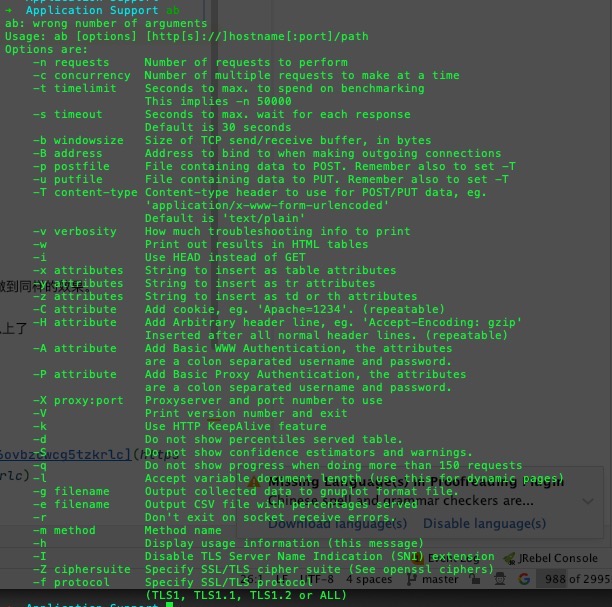 Application Support
→ Application Support ab
ab: wrong number of arguments
Usage: ab [options] [http[s]://]hostname[:port]/path
Options are:
-n requests Number of requests to perform
-c concurrency Number of multiple requests to make at a time
-t timelimit Seconds to max. to spend on benchmarking
This implies -n 50000
-s timeout Seconds to max. wait for each response
Default is 30 seconds
-b windowsize Size of TCP send/receive buffer, in bytes
-B address Address to bind to when making outgoing connections
-p postfile File containing data to POST. Remember also to set -T
-u putfile File containing data to PUT. Remember also to set -T
-T content-type Content-type header to use for POST/PUT data, eg.
'application/x-www-form-urlencoded'
Default is 'text/plain'
-v verbosity How much troubleshooting info to print
-w Print out results in HTML tables
-i Use HEAD instead of GET
-x attributes String to insert as table attributes
-y attributes String to insert as tr attributes
到同样的效果。
-z attributes String to insert as td or th attributes
-C attribute Add cookie, eg. 'Apache=1234'. (repeatable)
-H attribute Add Arbitrary header line, eg. 'Accept-Encoding: gzip'
上了
Inserted after all normal header lines. (repeatable)
-A attribute Add Basic WWW Authentication, the attributes
are a colon separated username and password.
-P attribute Add Basic Proxy Authentication, the attributes
are a colon separated username and password.
-X proxy:port Proxyserver and port number to use
-V Print version number and exit
-k Use HTTP KeepAlive feature
-d Do not show percentiles served table.
-S Do not show confidence estimators and warnings.
(https
-q Do not show progress when doing more than 150 requests
rlc)
-l Accept variable document length (use this for dynamic pages)
Missing Language(s) in Proofreading Plugin
-g filename Output collected data to gnuplot format file.
-e filename Output CSV file with percentages served
Chinese spell and grammar checkers are...
-r Don't exit on socket receive errors.
Download language(s) Disable language(s)
-m method Method name
-h Display usage information (this message)
-I Disable TLS Server Name Indication (SNI) extension
JRebel Console
-Z ciphersuite Specify SSL/TLS cipher suite (See openssl ciphers)
-f protocol Specify SSL/TLS protocol
UTF-8 4 spaces master 988 of 2995
(TLS1, TLS1.1, TLS1.2 or ALL)
→ Application Support